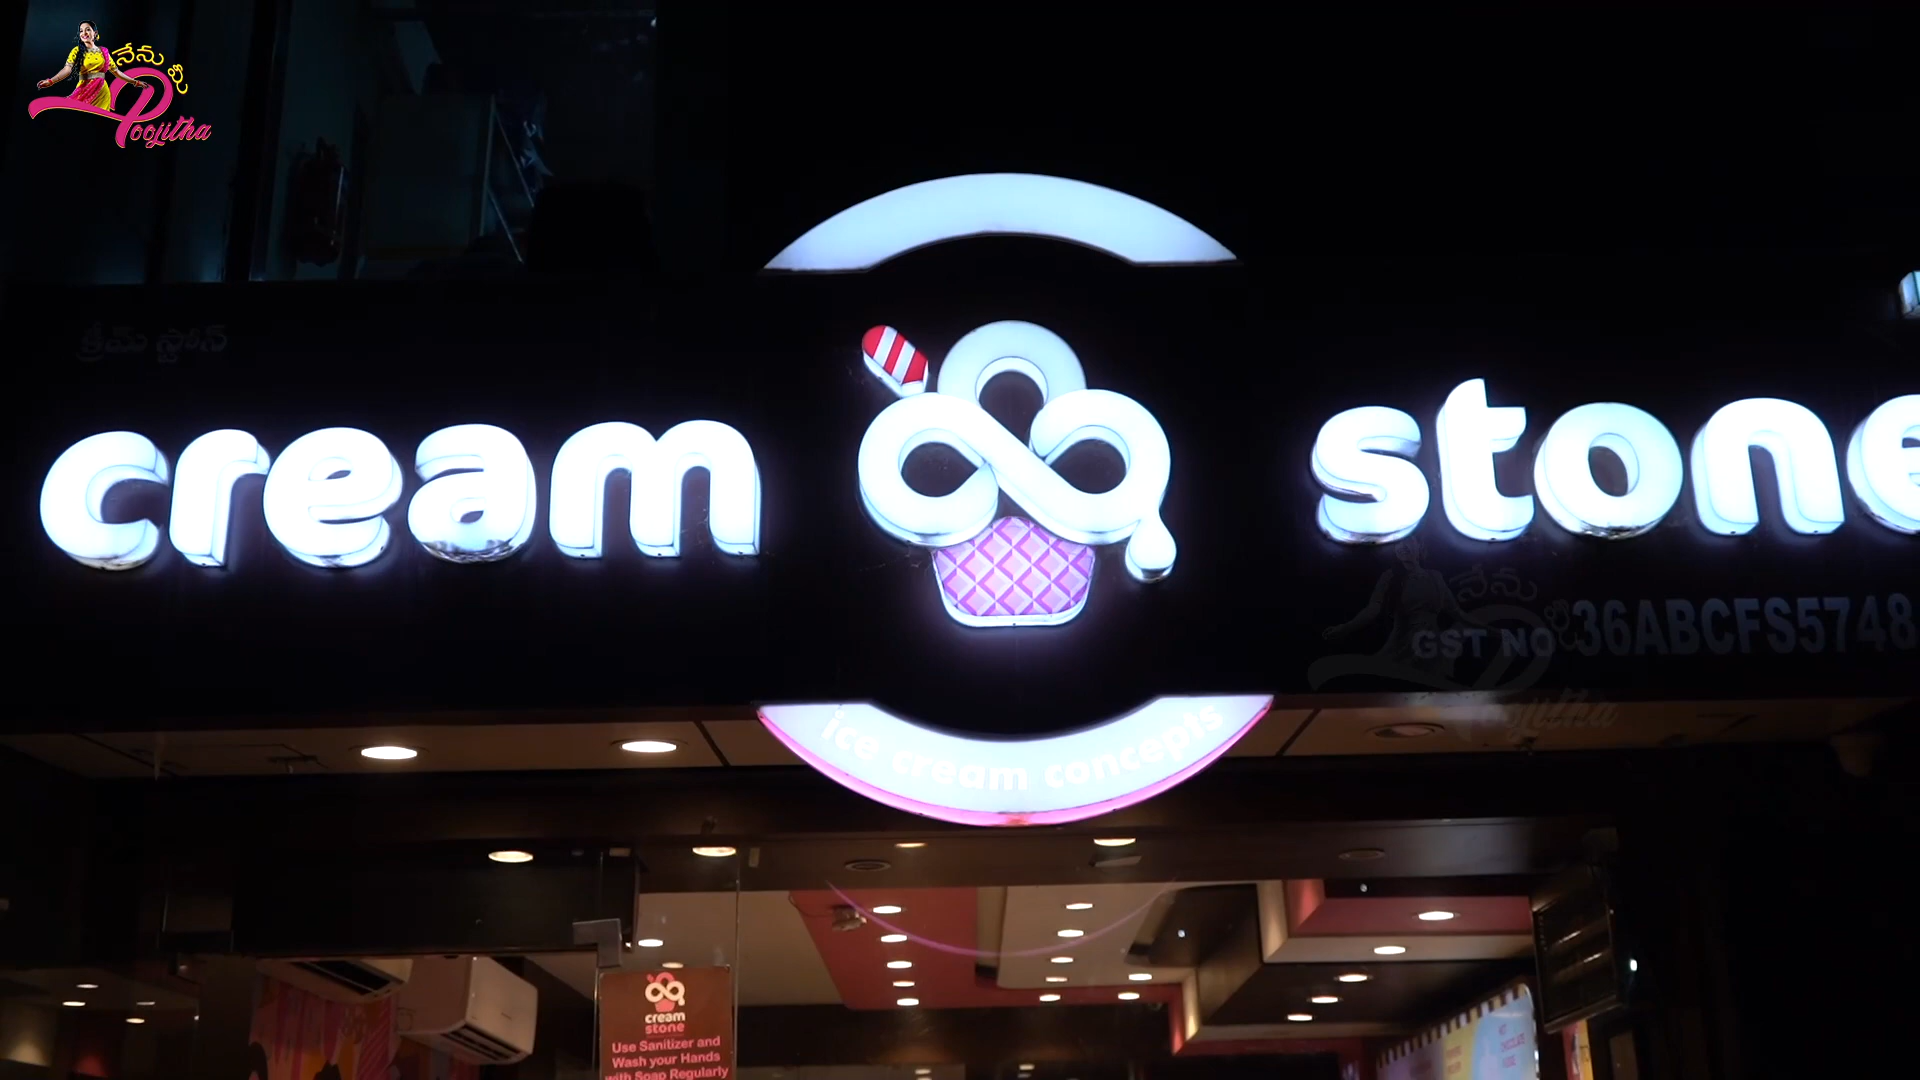 నేను మీ
Poojitha
క్రీమ్ స్టోన్
cream stone
GST NO 36ABCFS5748
ice cream concepts
cream
stone
Use Sanitizer and
Wash your Hands
with Soap Regularly